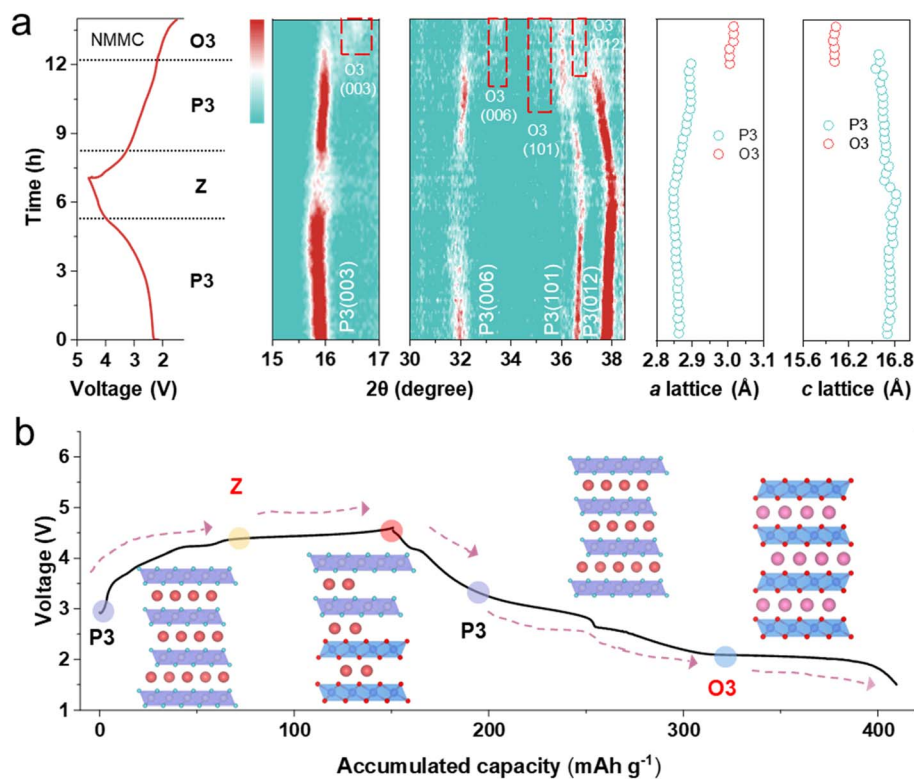 a
NMMC
O3
P3
Z
P3
12
9
6
3
0
Time (h)
5 4 3 2
Voltage (V)
O3
(003)
P3(003)
15 16 17
O3
(006)
O3
(101)
O3
(012)
P3(006)
P3(101)
P3(012)
30 32 34 36 38
2θ (degree)
P3
O3
2.8 2.9 3.0 3.1
a lattice (Å)
P3
O3
15.6 16.2 16.8
c lattice (Å)
b
6
5
4
3
2
1
Voltage (V)
Z
P3
P3
O3
0 100 200 300 400
Accumulated capacity (mAh g⁻¹)